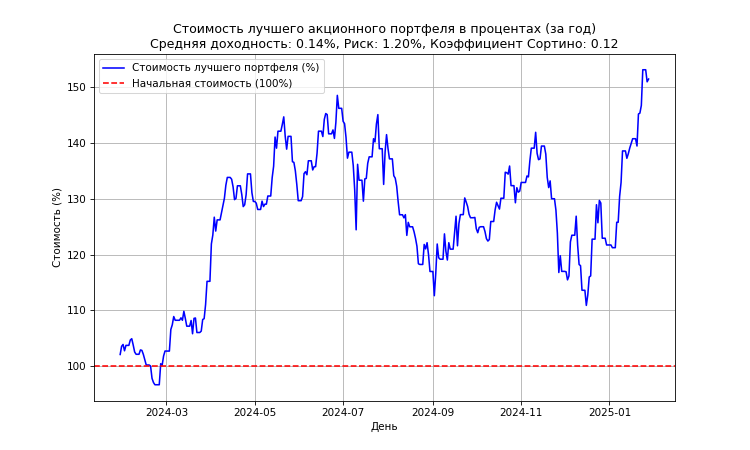 Стоимость лучшего акционного портфеля в процентах (за год)
Средняя доходность: 0.14%, Риск: 1.20%, Коэффициент Сортино: 0.12
Стоимость лучшего портфеля (%)
Начальная стоимость (100%)
Стоимость (%)
150
140
130
120
110
100
2024-03 2024-05 2024-07 2024-09 2024-11 2025-01
День